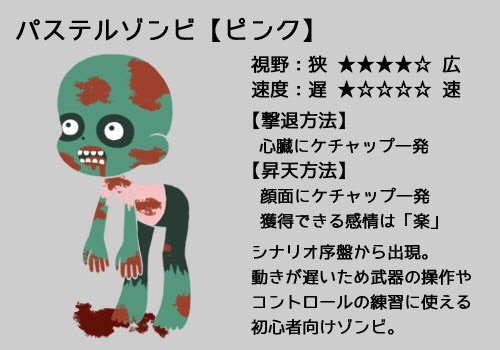 パステルゾンビ【ピンク】
視野：狭 ★★★★☆ 広
速度：遅 ★☆☆☆☆ 速
【撃退方法】
心臓にケチャップ一発
【昇天方法】
顔面にケチャップ一発
獲得できる感情は「楽」
シナリオ序盤から出現。
動きが遅いため武器の操作や
コントロールの練習に使える
初心者向けゾンビ。